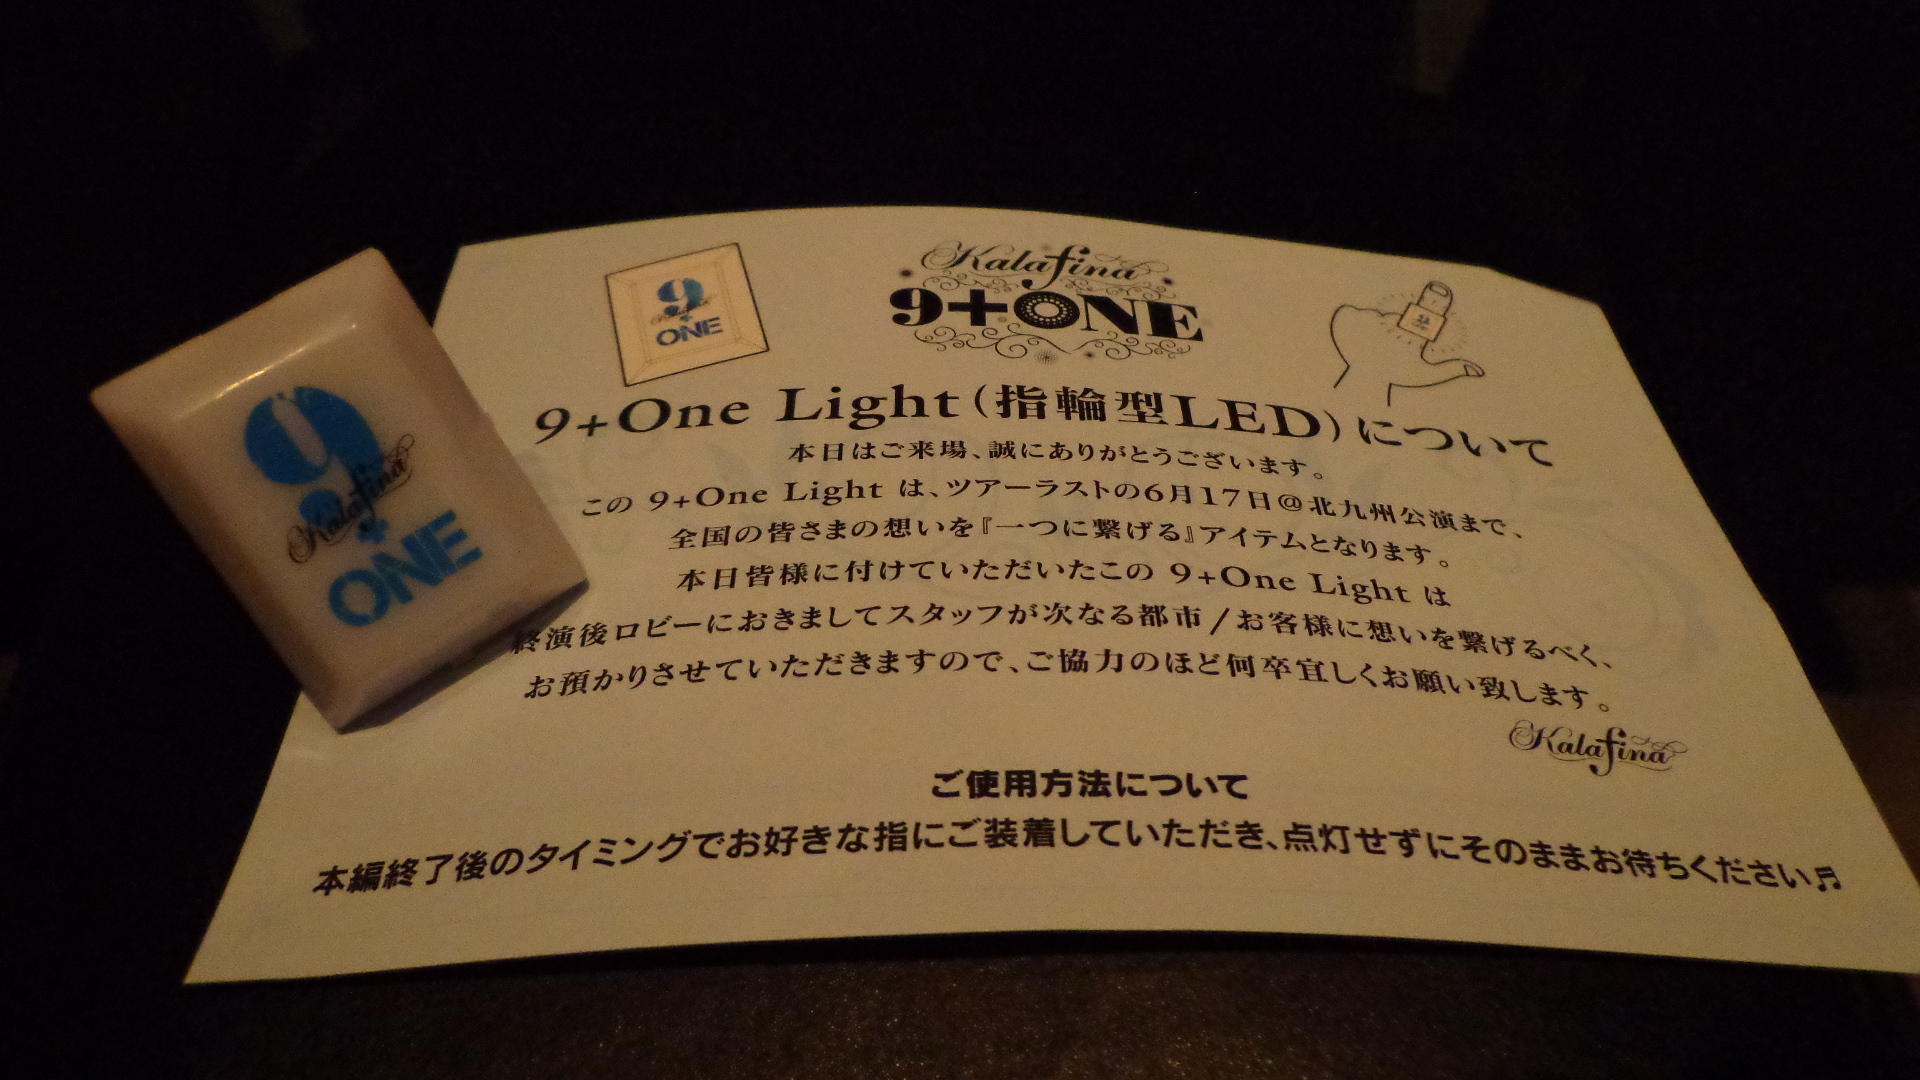 9
Kalafina
+
ONE
9
+
ONE
Kalafina
9+ONE
9+One Light(指輪型LED)について
本日はご来場、誠にありがとうございます。
この 9+One Light は、ツアーラストの6月17日@北九州公演まで、
全国の皆さまの想いを『一つに繋げる』アイテムとなります。
本日皆様に付けていただいたこの 9+One Light は
終演後ロビーにおきましてスタッフが次なる都市/お客様に想いを繋げるべく、
お預かりさせていただきますので、ご協力のほど何卒宜しくお願い致します。
Kalafina
ご使用方法について
本編終了後のタイミングでお好きな指にご装着していただき、点灯せずにそのままお待ちください♬